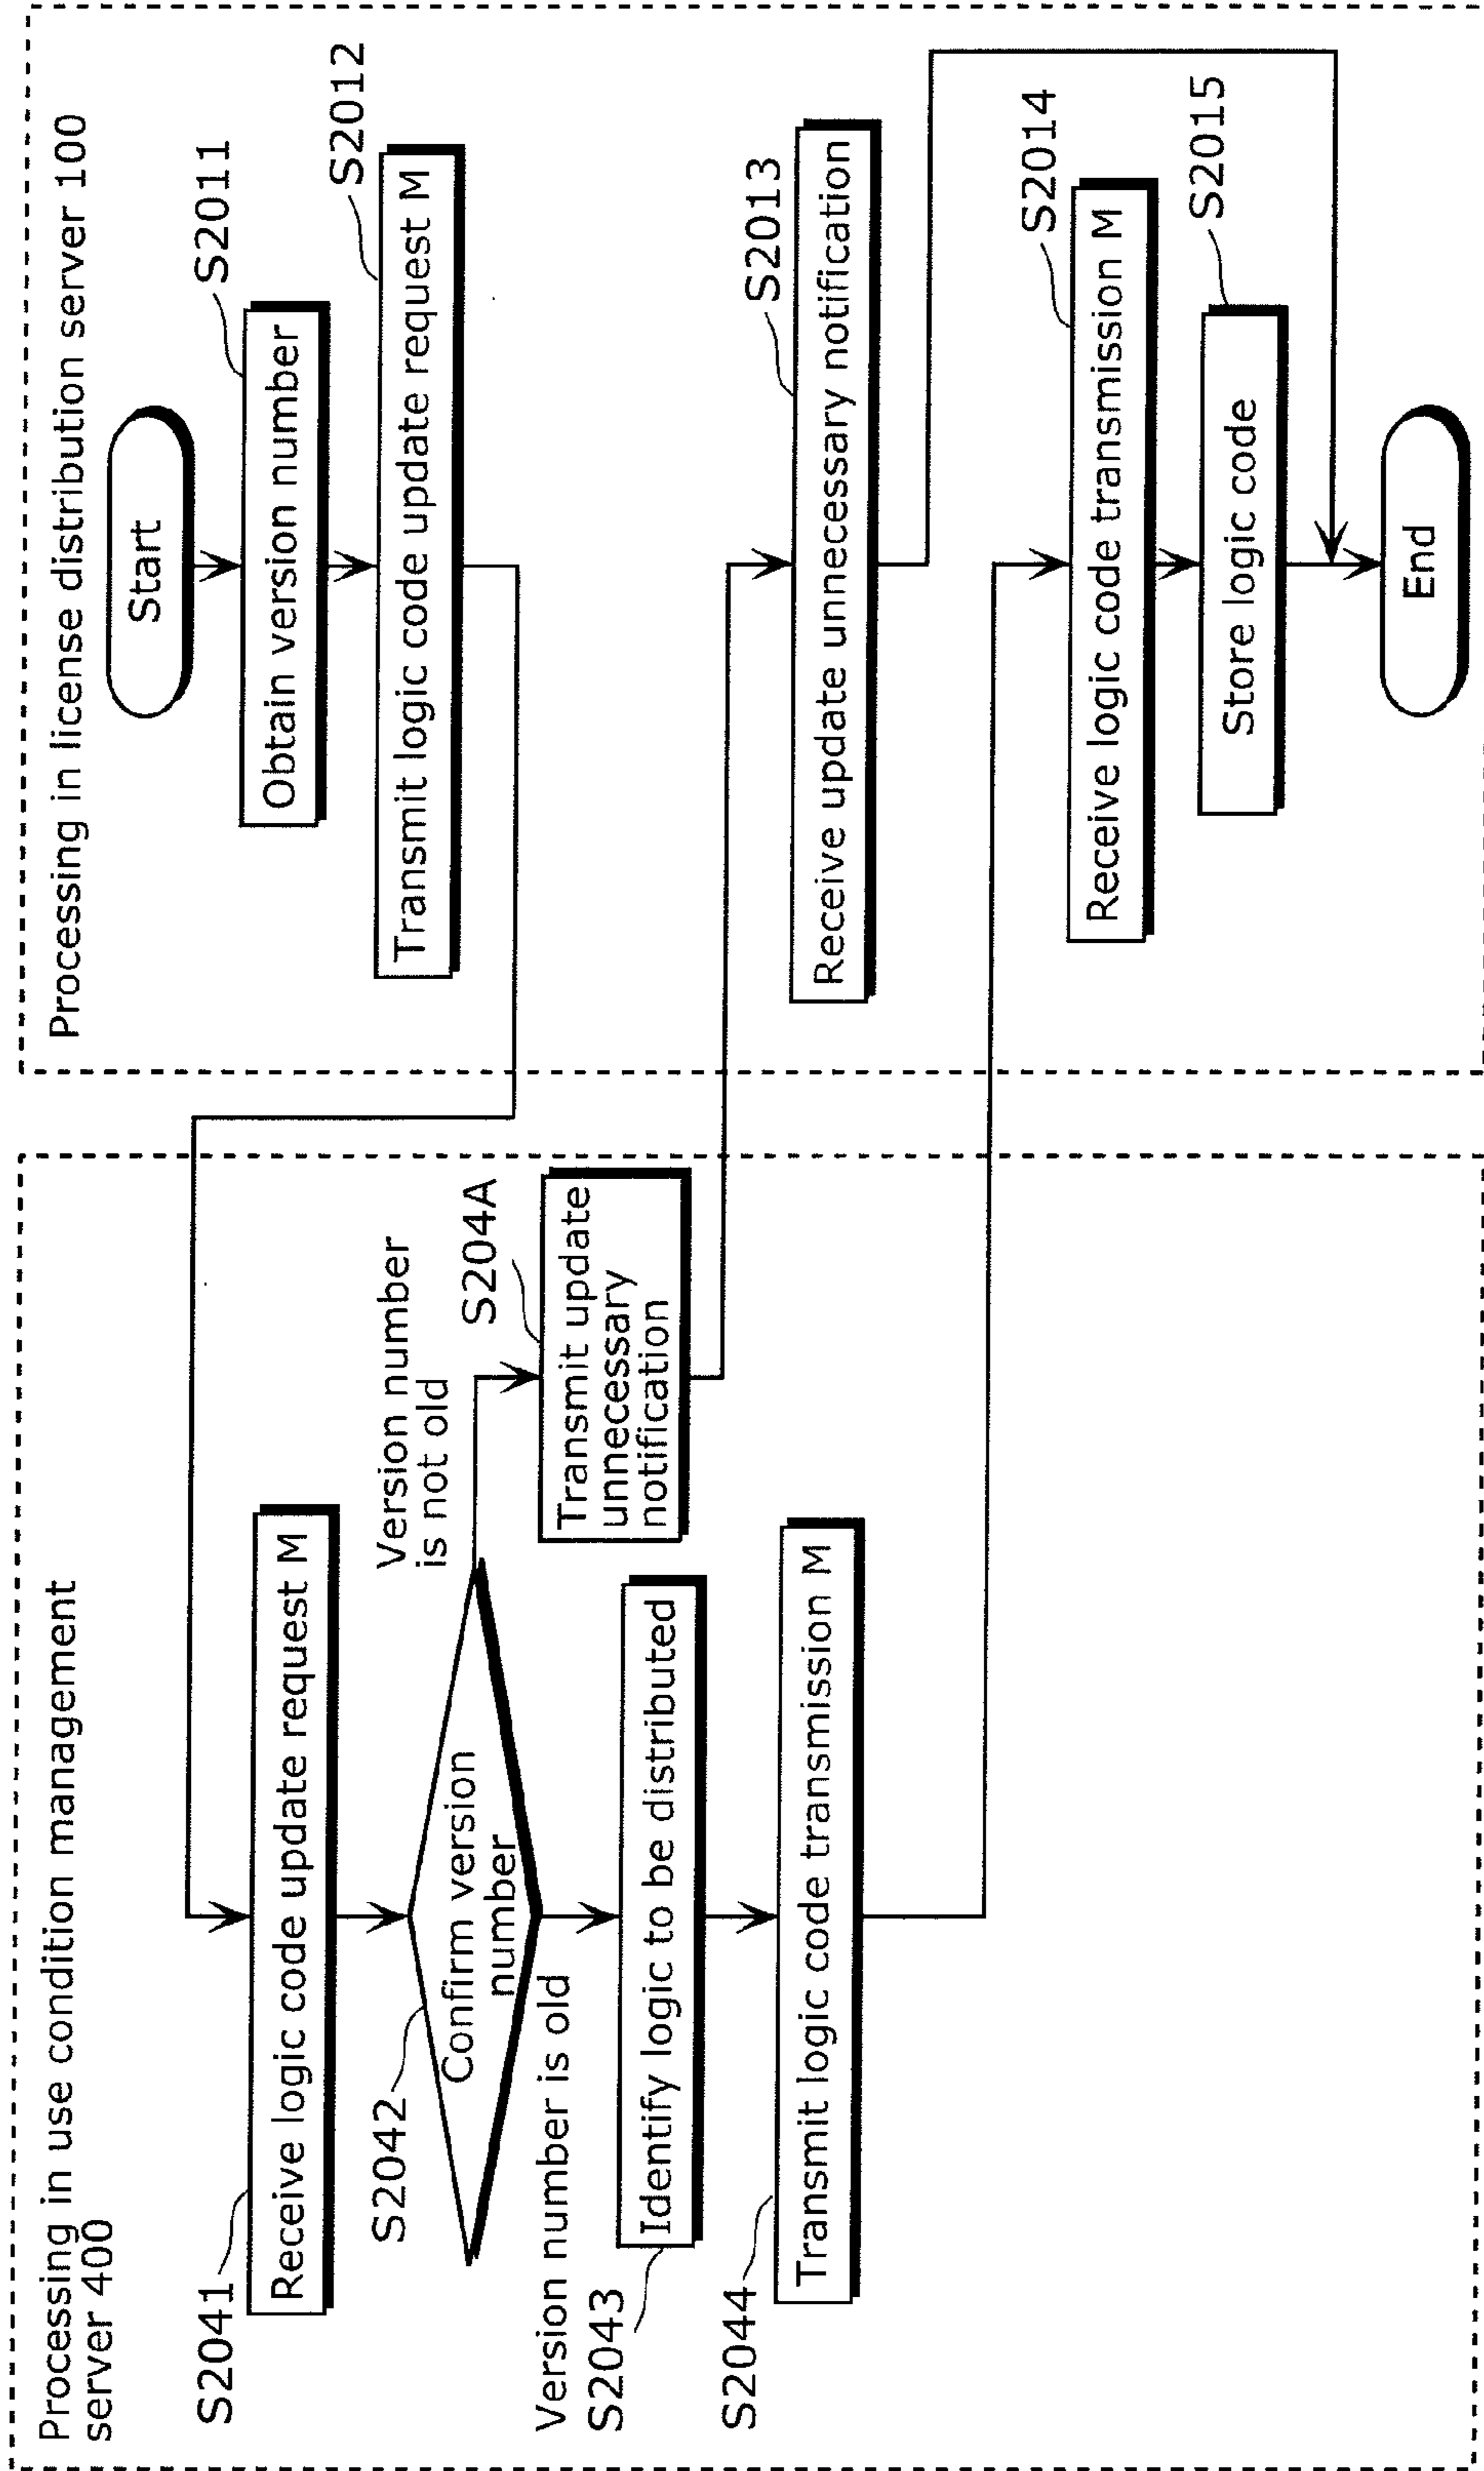 Processing in use condition management
server 400
S2041
Receive logic code update request M
S2042
Confirm version
number
Version number
is not old
S204A
Transmit update
unnecessary
notification
Version number is old
S2043
Identify logic to be distributed
S2044
Transmit logic code transmission M
Processing in license distribution server 100
Start
S2011
Obtain version number
S2012
Transmit logic code update request M
S2013
Receive update unnecessary notification
S2014
Receive logic code transmission M
S2015
Store logic code
End